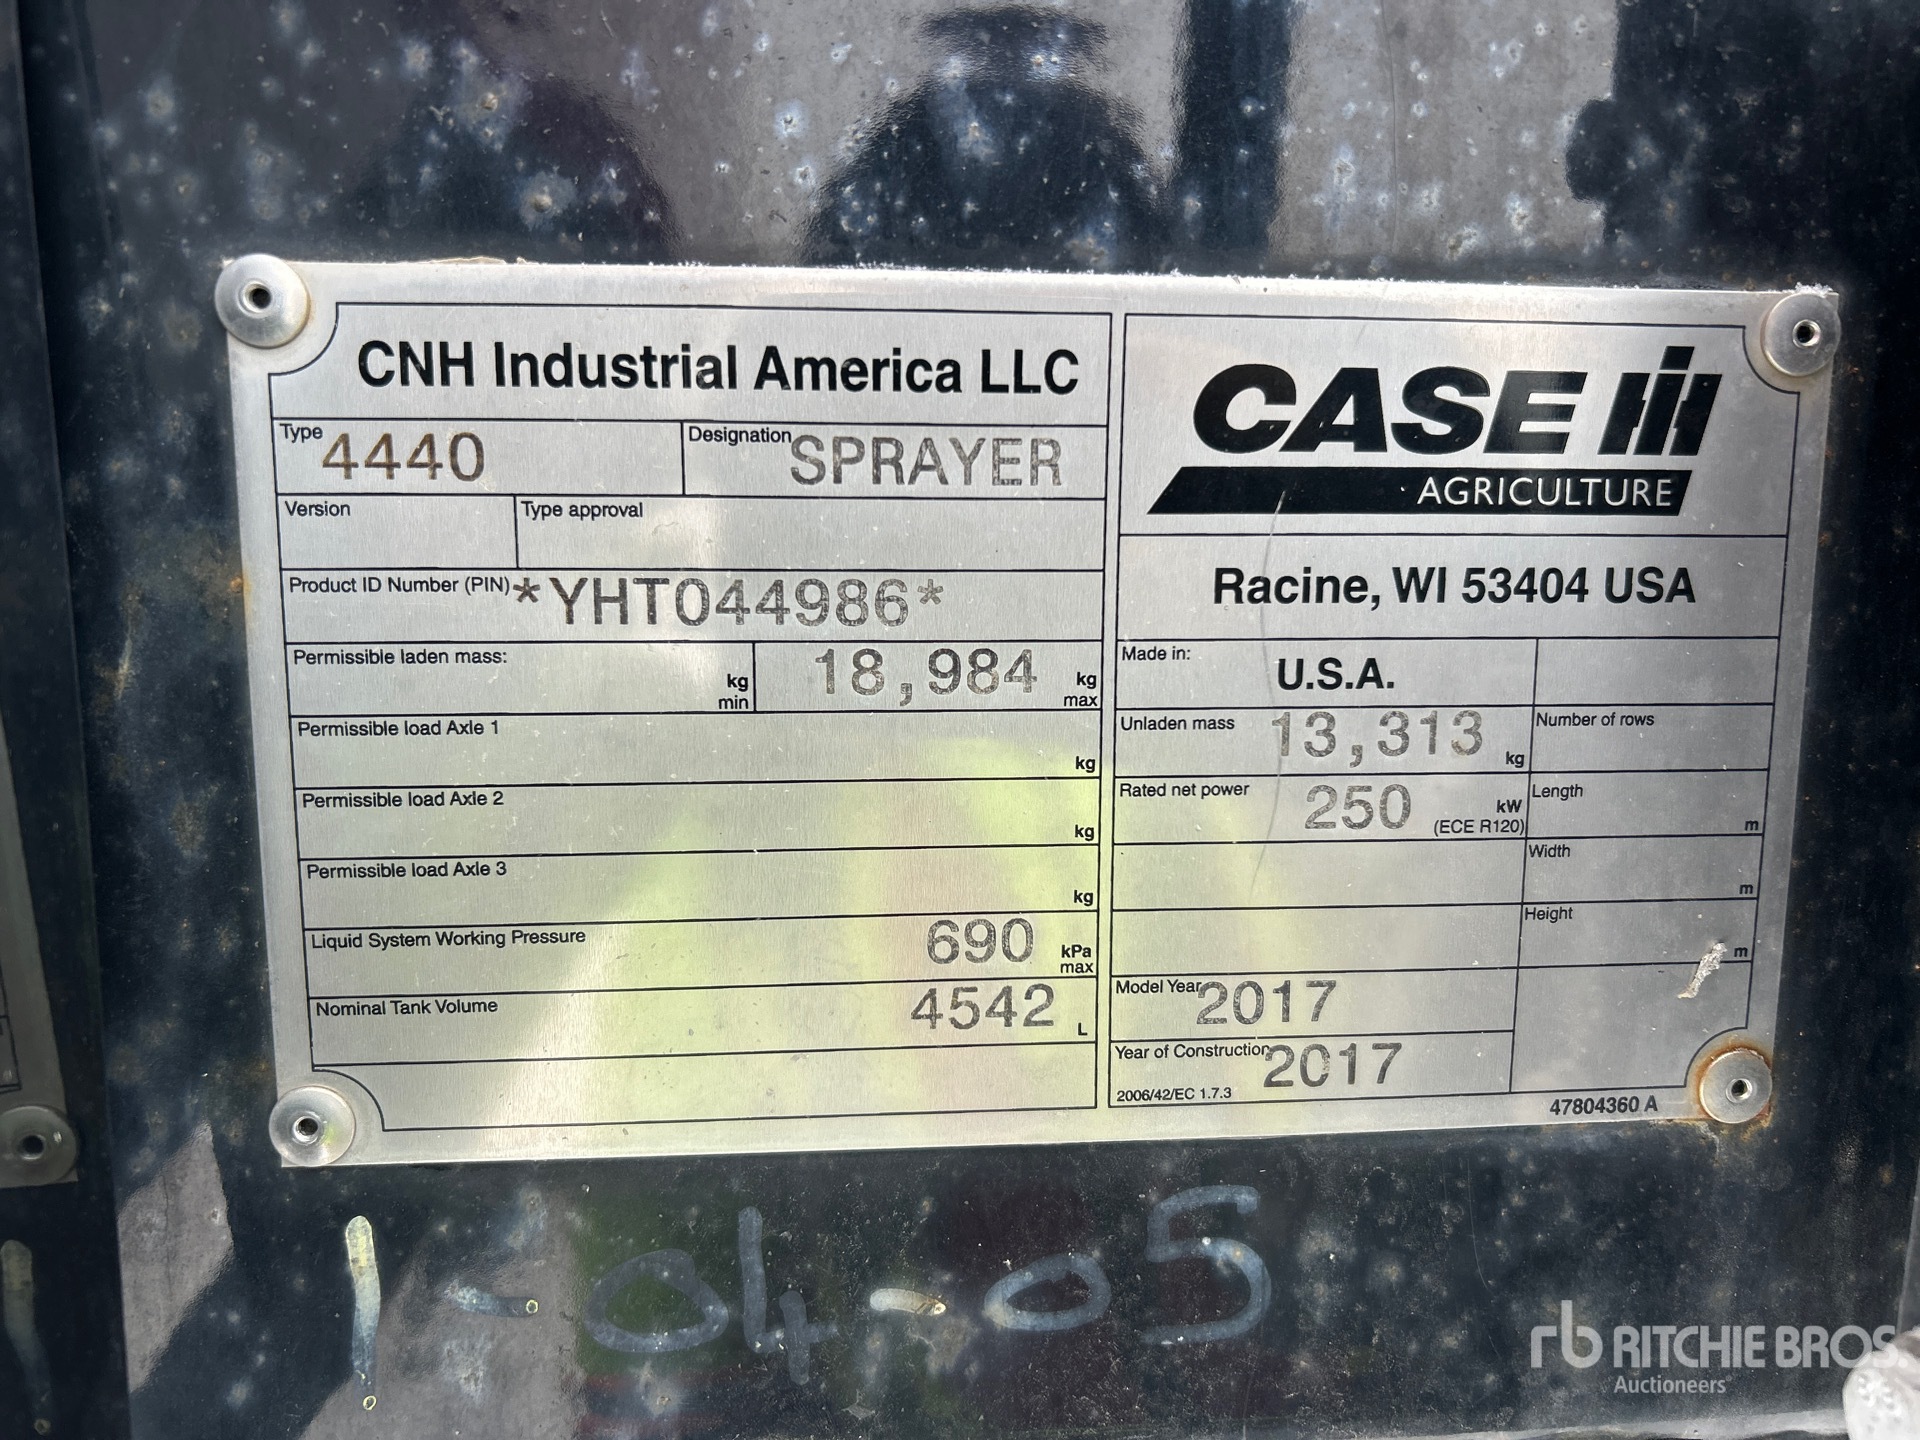 CNH Industrial America LLC
Type 4440 Designation SPRAYER
Version Type approval
Product ID Number (PIN) *YHT044986*
Permissible laden mass: kg min 18,984 kg max
Permissible load Axle 1 kg
Permissible load Axle 2 kg
Permissible load Axle 3 kg
Liquid System Working Pressure 690 kPa max
Nominal Tank Volume 4542 L
CASE IH
AGRICULTURE
Racine, WI 53404 USA
Made in: U.S.A.
Unladen mass 13,313 kg Number of rows
Rated net power 250 kW (ECE R120) Length m
Width m
Height m
Model Year 2017
Year of Construction 2017
2006/42/EC 1.7.3
47804360 A
1-04-05
rb RITCHIE BROS.
Auctioneers